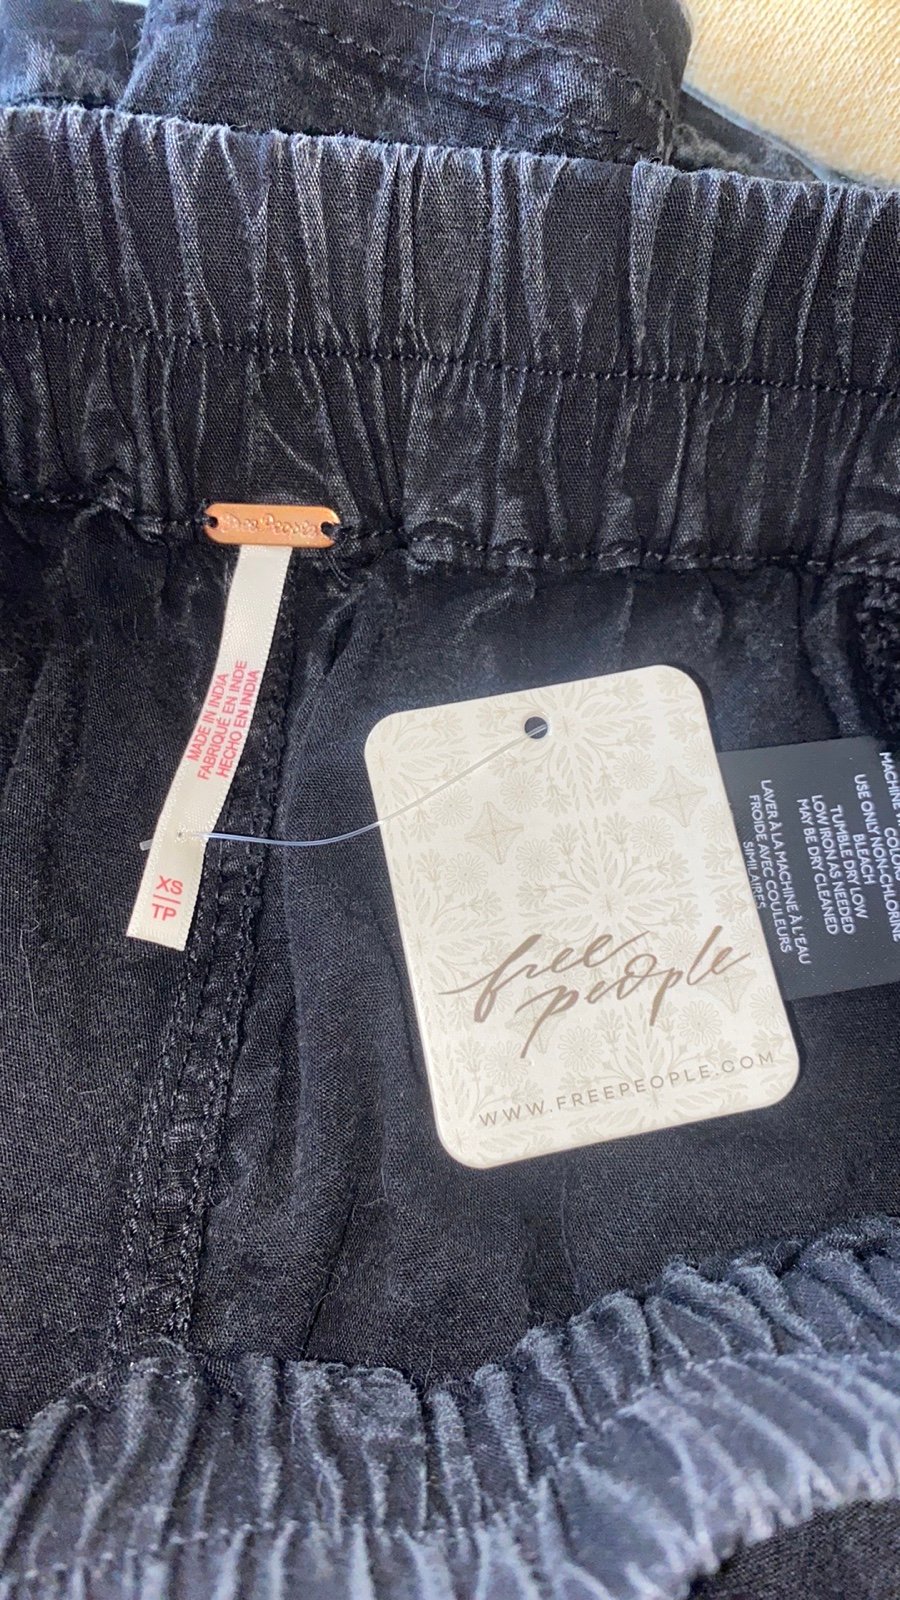 Free People
MADE IN INDIA
FABRIQUÉ EN INDE
HECHO EN INDIA
XS
TP
free
people
WWW.FREEPEOPLE.COM
MACHINE
USE ONLY NON-CHLORINE
BLEACH
TUMBLE DRY LOW
LOW IRON AS NEEDED
MAY BE DRY CLEANED
LAVER À LA MACHINE À L'EAU
FROIDE AVEC COULEURS
SIMILAIRES